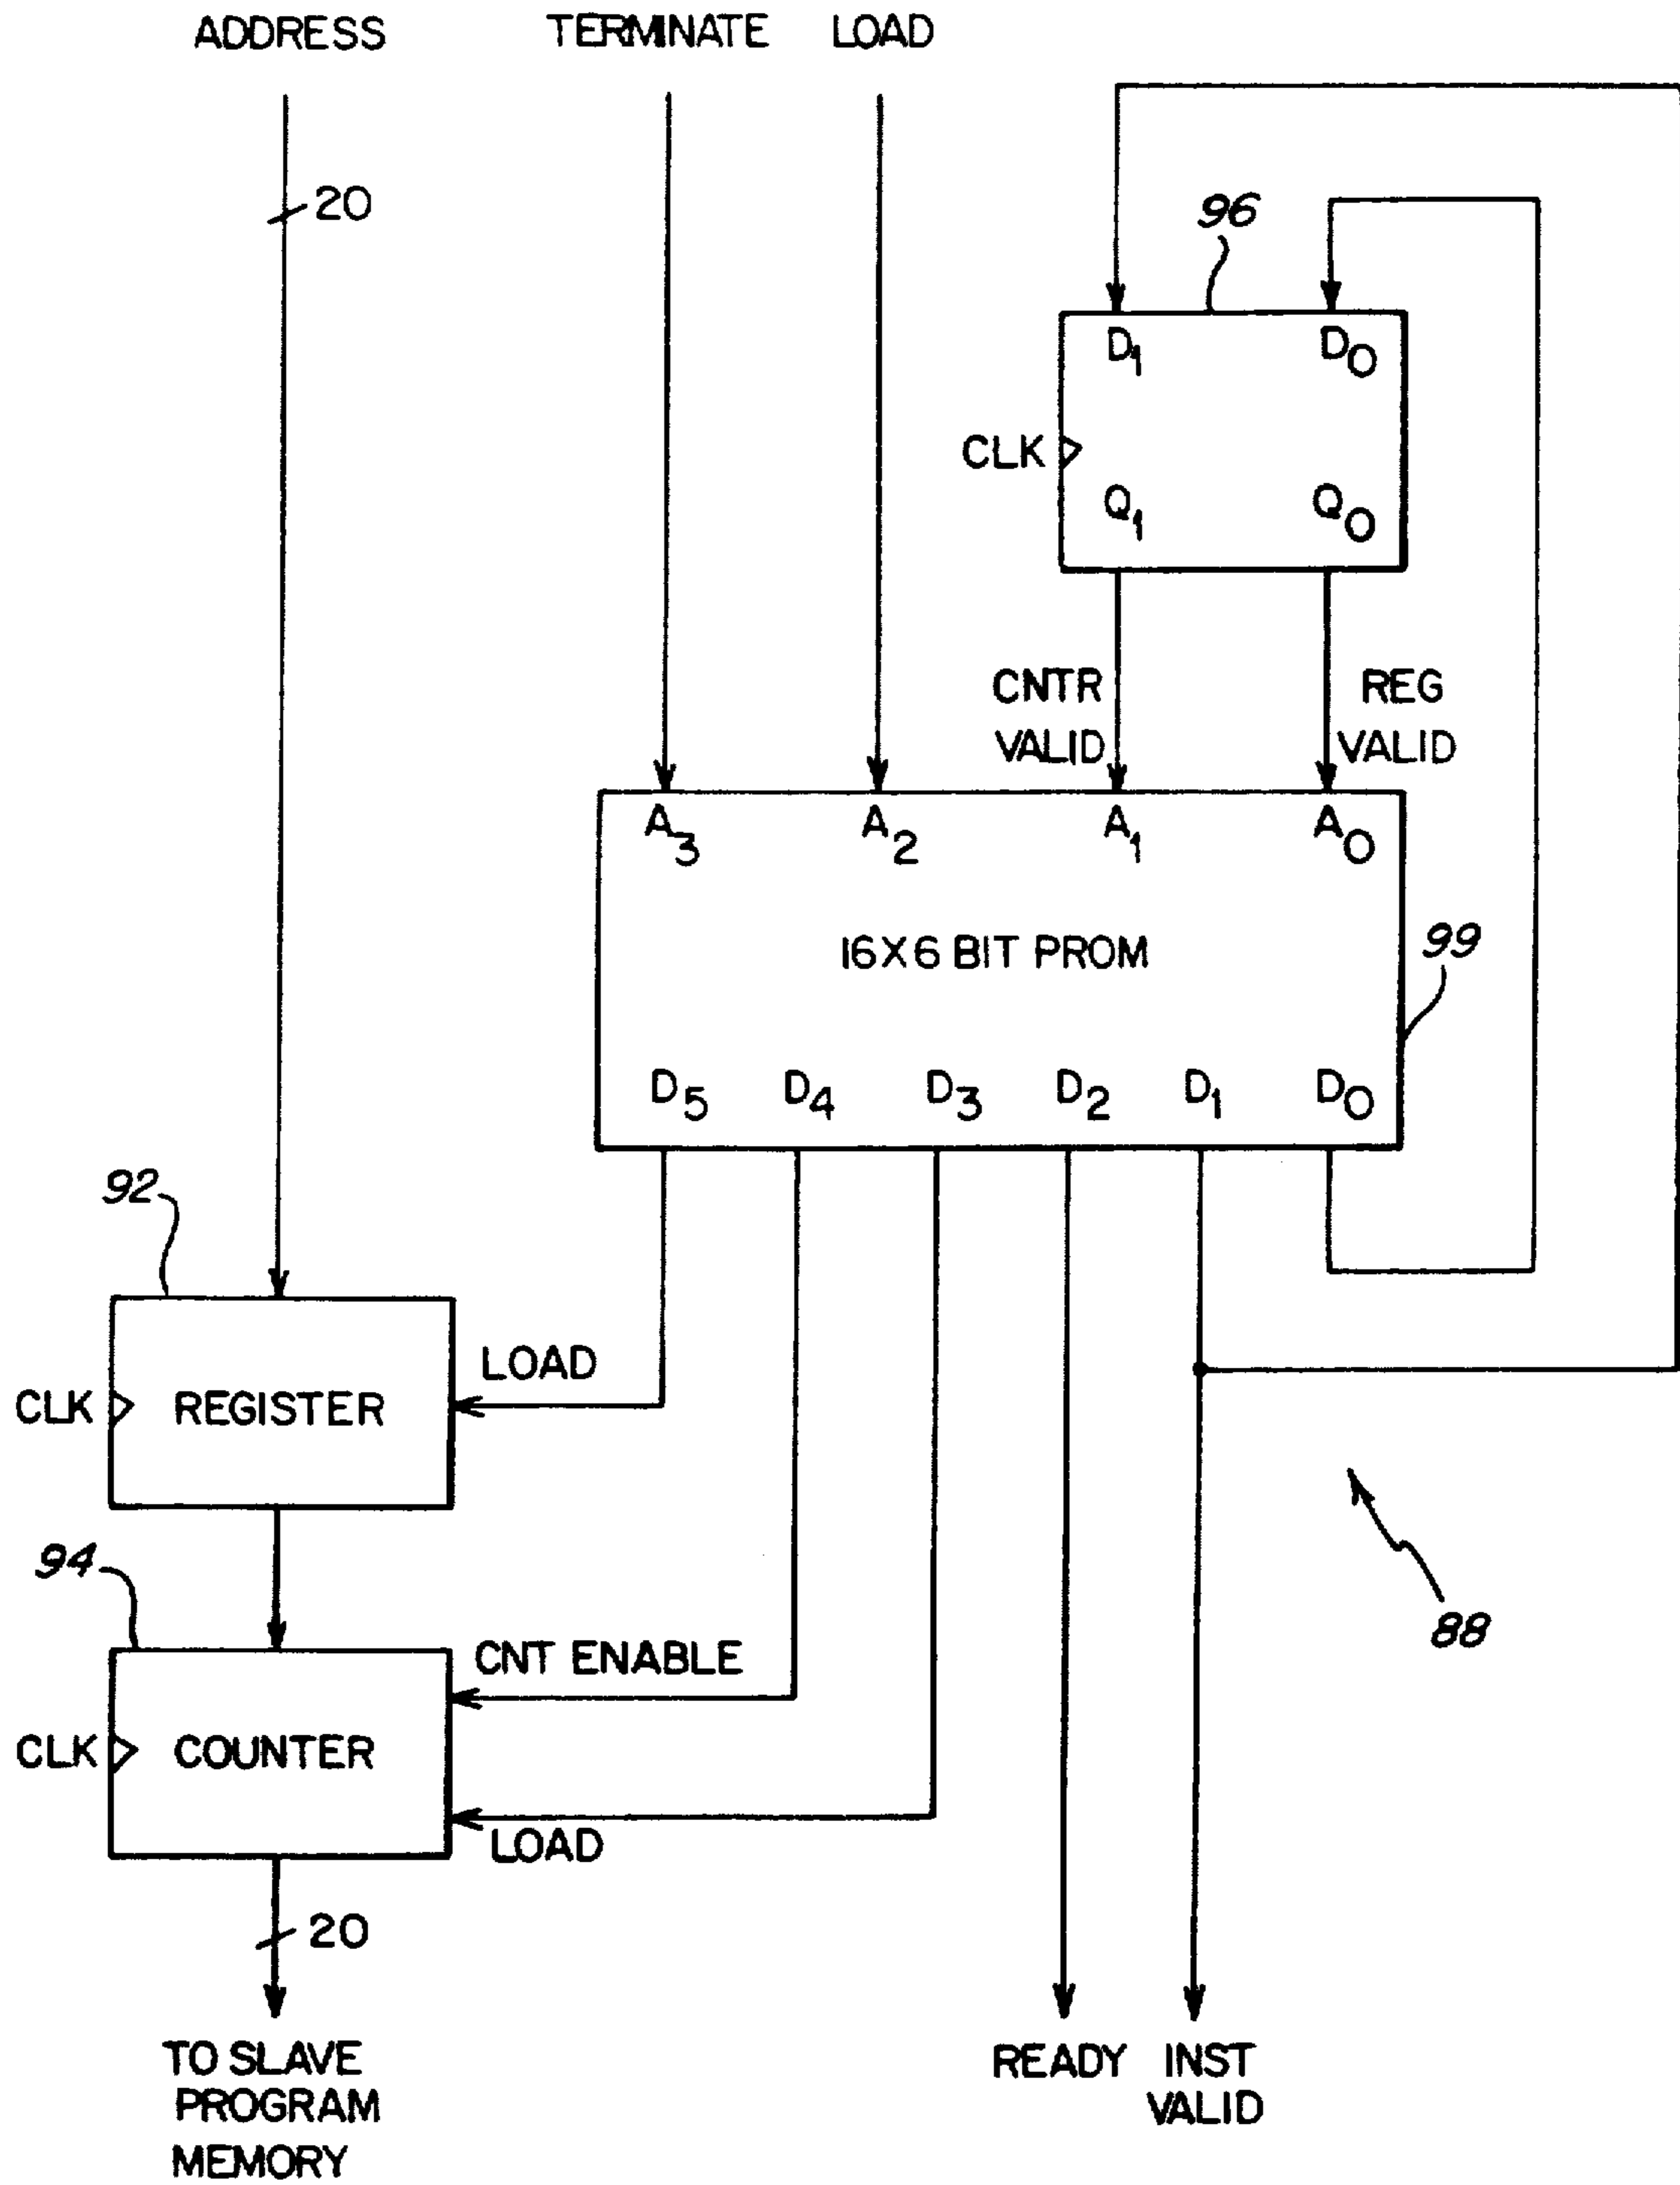 ADDRESS TERMINATE LOAD
20
96
D1 D0
CLK
Q1 Q0
CNTR VALID
REG VALID
A3 A2 A1 A0
16X6 BIT PROM
99
D5 D4 D3 D2 D1 D0
92
LOAD
CLK REGISTER
94
CNT ENABLE
CLK COUNTER
LOAD
88
20
TO SLAVE
PROGRAM
MEMORY
READY
INST
VALID